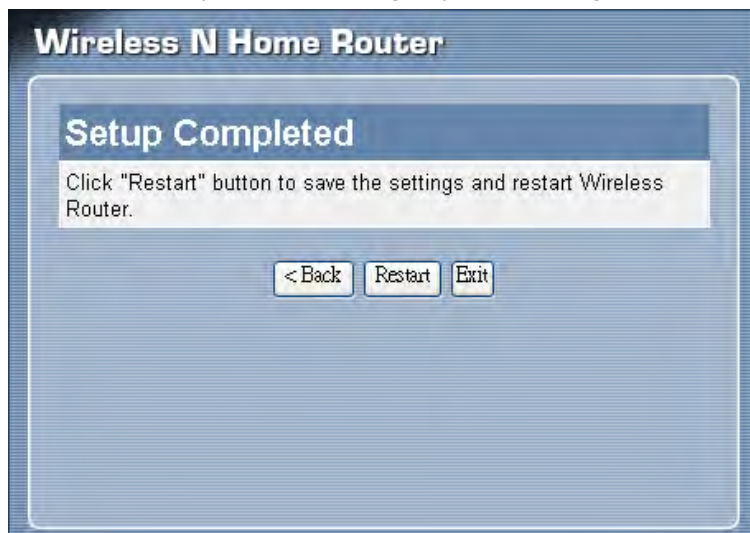 Wireless N Home Router
Setup Completed
Click "Restart" button to save the settings and restart Wireless
Router.
< Back Restart Exit